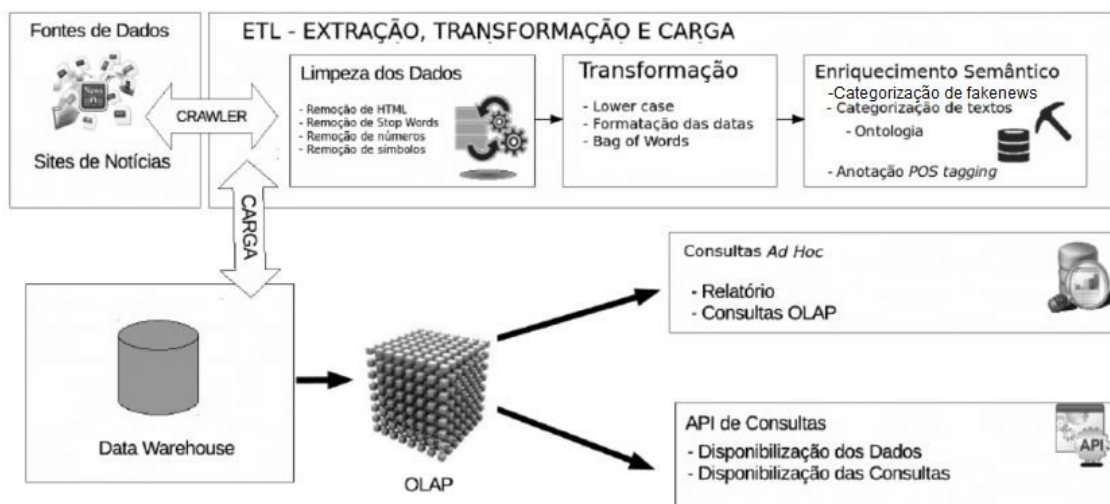 Fontes de Dados
Sites de Notícias
CRAWLER
ETL - EXTRAÇÃO, TRANSFORMAÇÃO E CARGA
Limpeza dos Dados
- Remoção de HTML
- Remoção de Stop Words
- Remoção de números
- Remoção de símbolos
Transformação
- Lower case
- Formatação das datas
- Bag of Words
Enriquecimento Semântico
-Categorização de fakenews
- Categorização de textos
- Ontologia
- Anotação POS tagging
CARGA
Data Warehouse
OLAP
Consultas Ad Hoc
- Relatório
- Consultas OLAP
API de Consultas
- Disponibilização dos Dados
- Disponibilização das Consultas
API